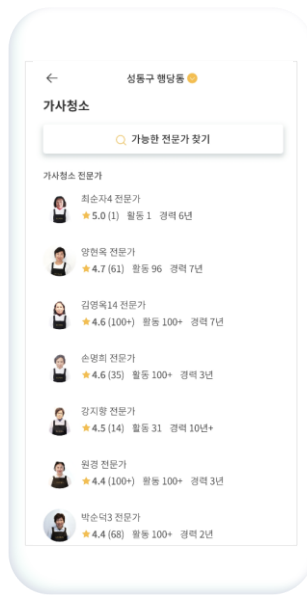 성동구 행당동
가사청소
가능한 전문가 찾기
가사청소 전문가
최순자4 전문가
★5.0 (1) 활동 1 경력 6년
양현옥 전문가
★4.7 (61) 활동 96 경력 7년
김영옥14 전문가
★4.6 (100+) 활동 100+ 경력 7년
손명희 전문가
★4.6 (35) 활동 100+ 경력 3년
강지향 전문가
★4.5 (14) 활동 31 경력 10년+
원경 전문가
★4.4 (100+) 활동 100+ 경력 3년
박순덕3 전문가
★4.4 (68) 활동 100+ 경력 2년